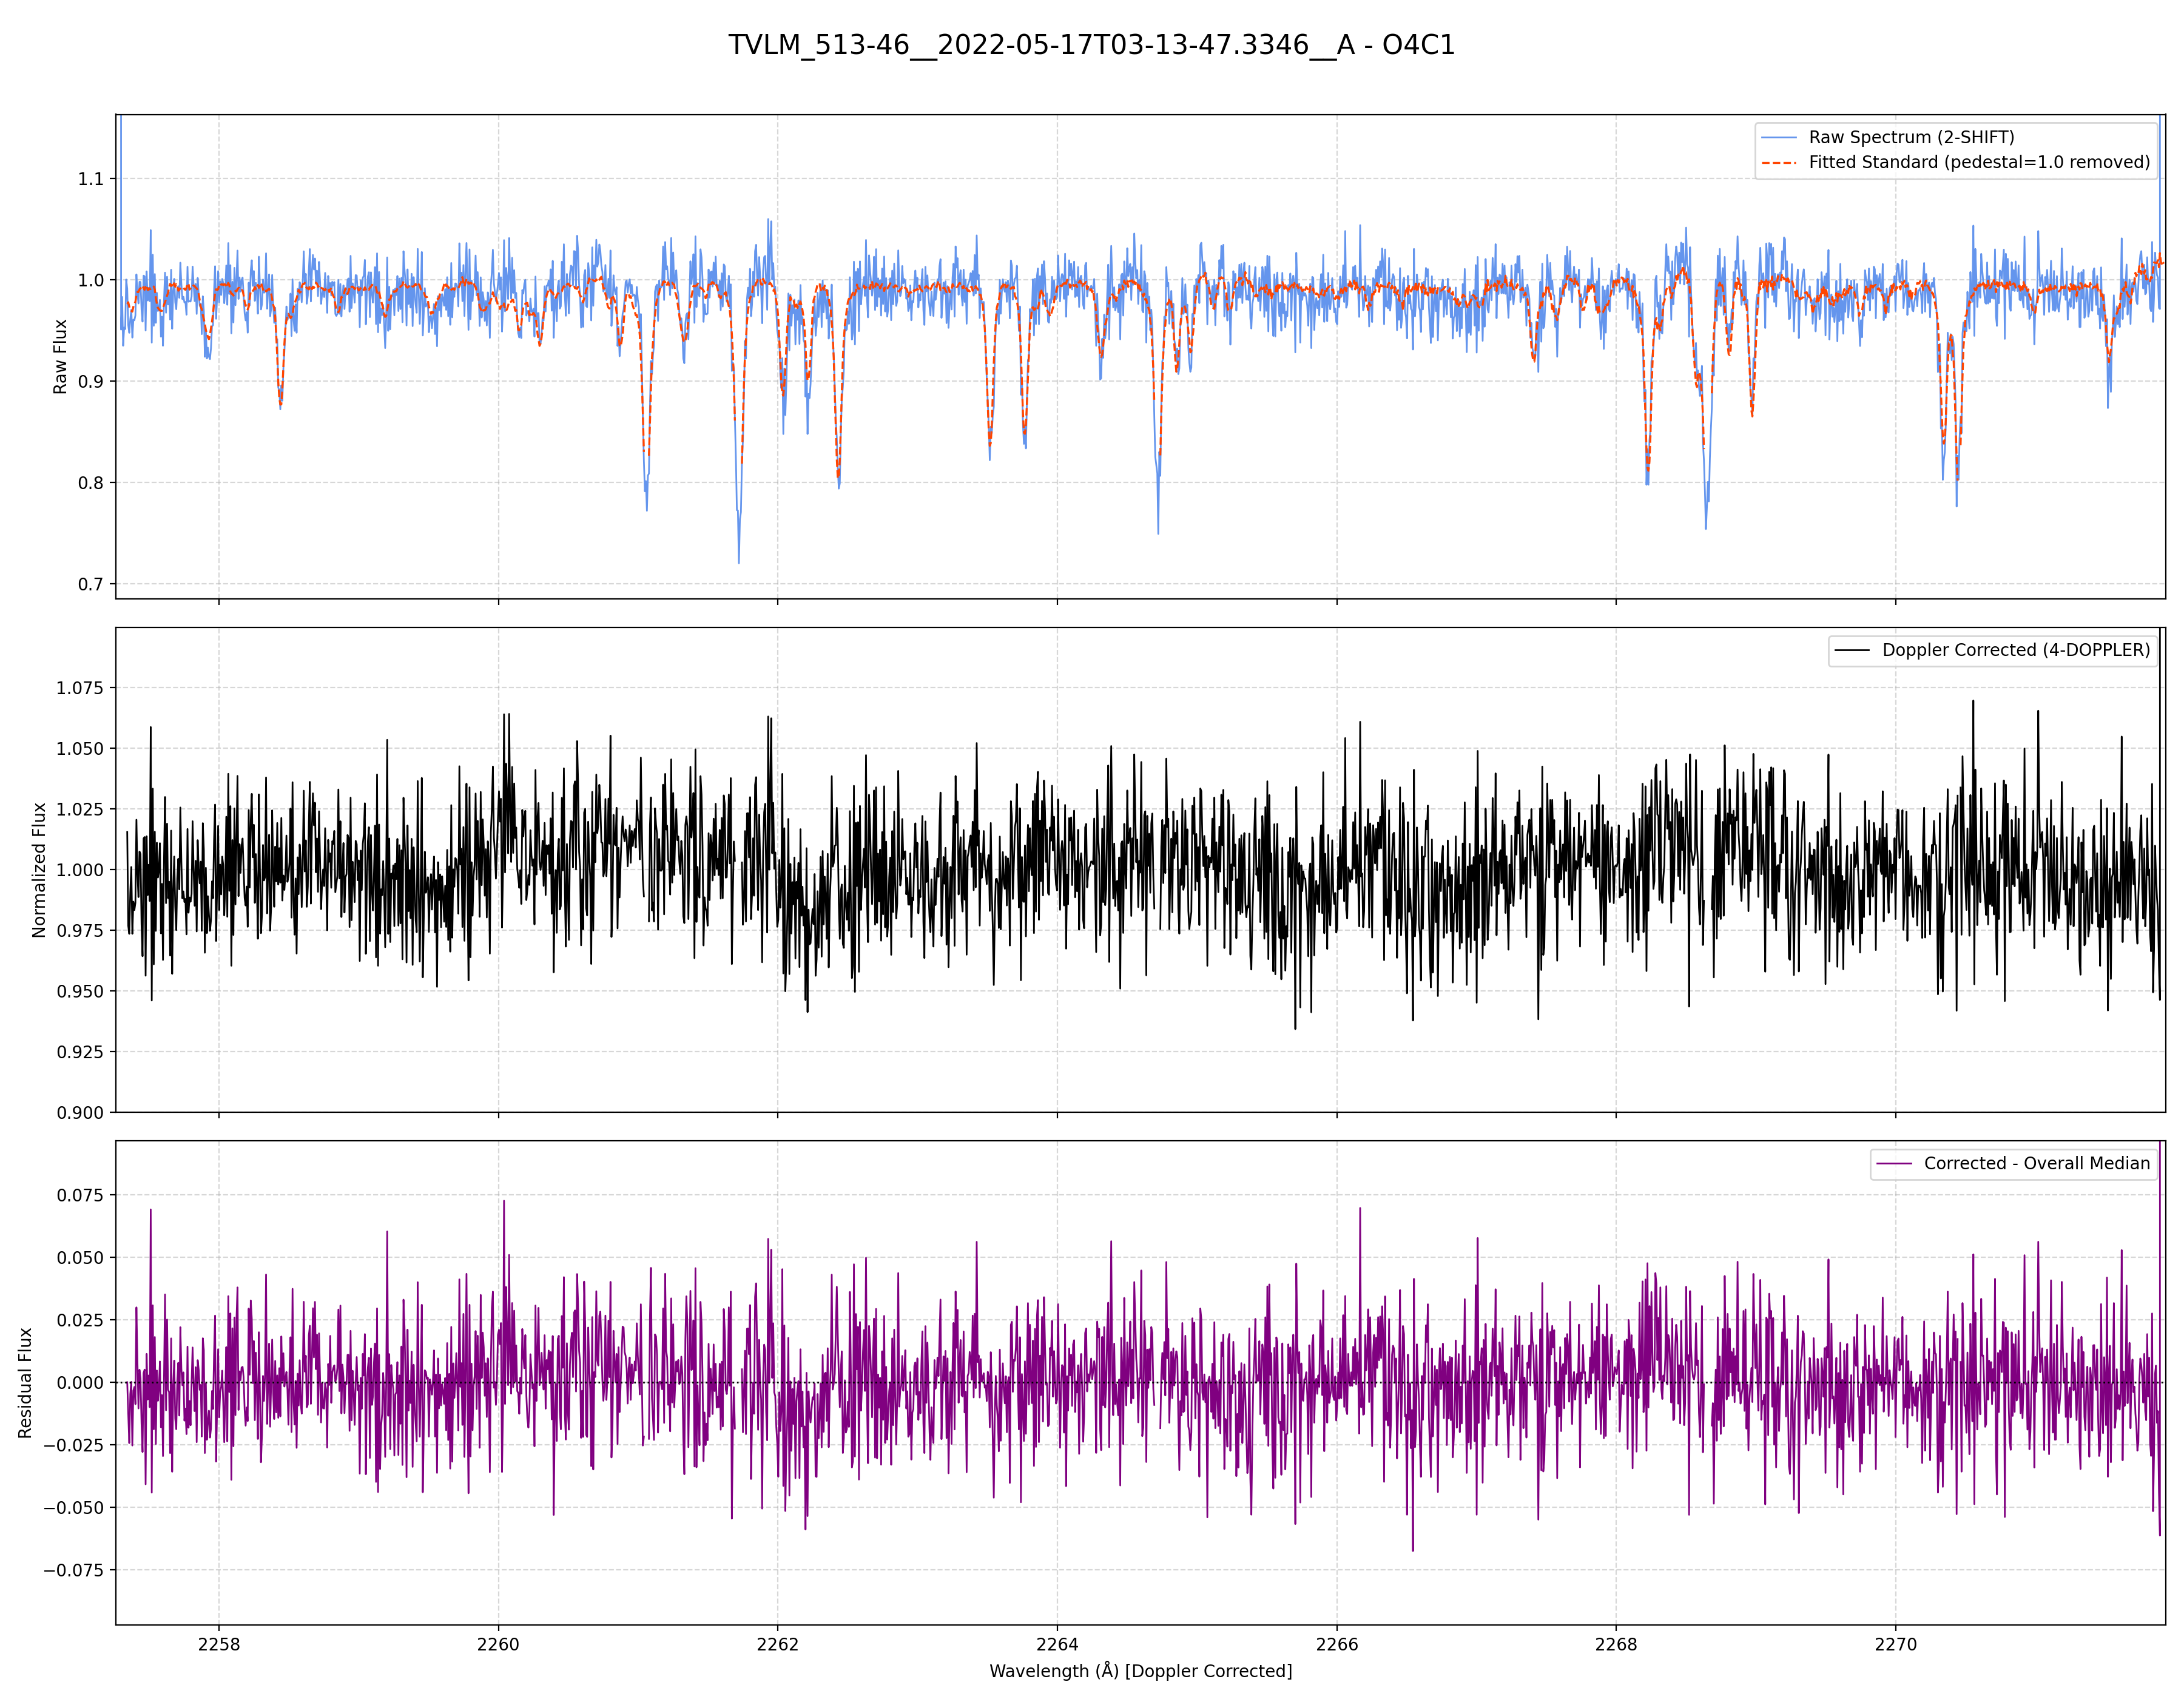 TVLM_513-46__2022-05-17T03-13-47.3346__A - O4C1
Raw Spectrum (2-SHIFT)
Fitted Standard (pedestal=1.0 removed)
1.1
1.0
0.9
0.8
0.7
Raw Flux
Doppler Corrected (4-DOPPLER)
1.075
1.050
1.025
1.000
0.975
0.950
0.925
0.900
Normalized Flux
Corrected - Overall Median
0.075
0.050
0.025
0.000
−0.025
−0.050
−0.075
Residual Flux
2258 2260 2262 2264 2266 2268 2270
Wavelength (Å) [Doppler Corrected]